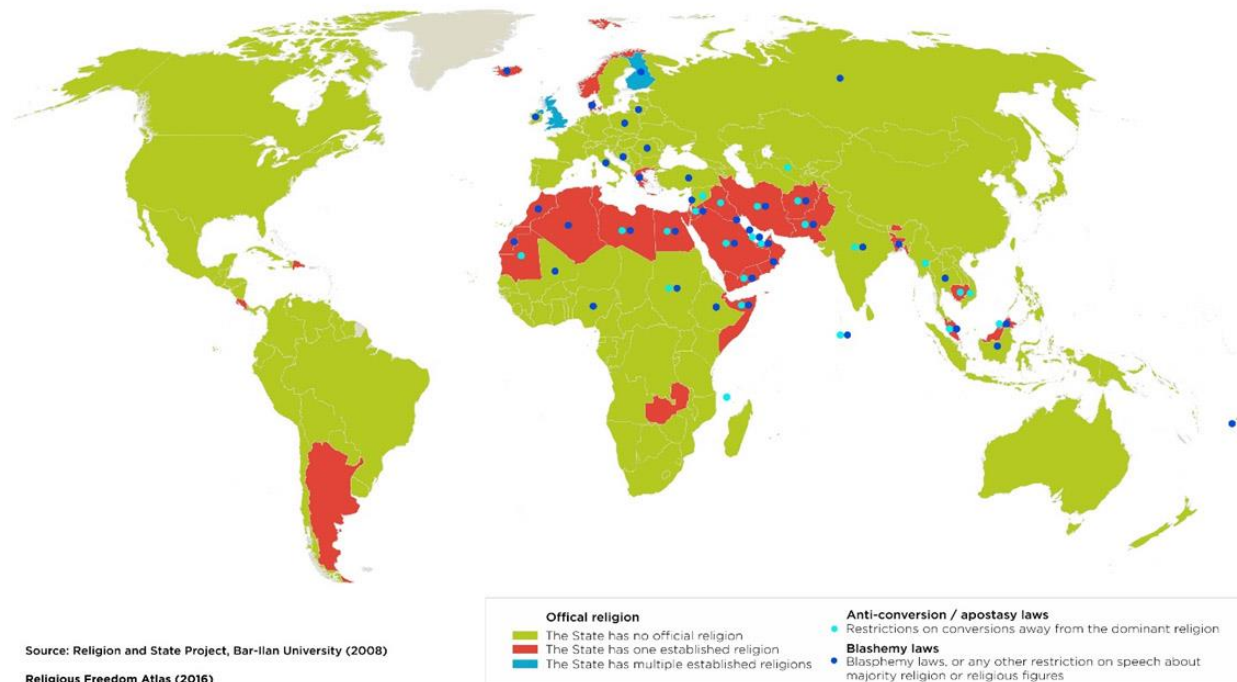 Offical religion
The State has no official religion
The State has one established religion
The State has multiple established religions
Anti-conversion / apostasy laws
Restrictions on conversions away from the dominant religion
Blashemy laws
Blasphemy laws, or any other restriction on speech about
majority religion or religious figures
Source: Religion and State Project, Bar-Ilan University (2008)
Religious Freedom Atlas (2016)